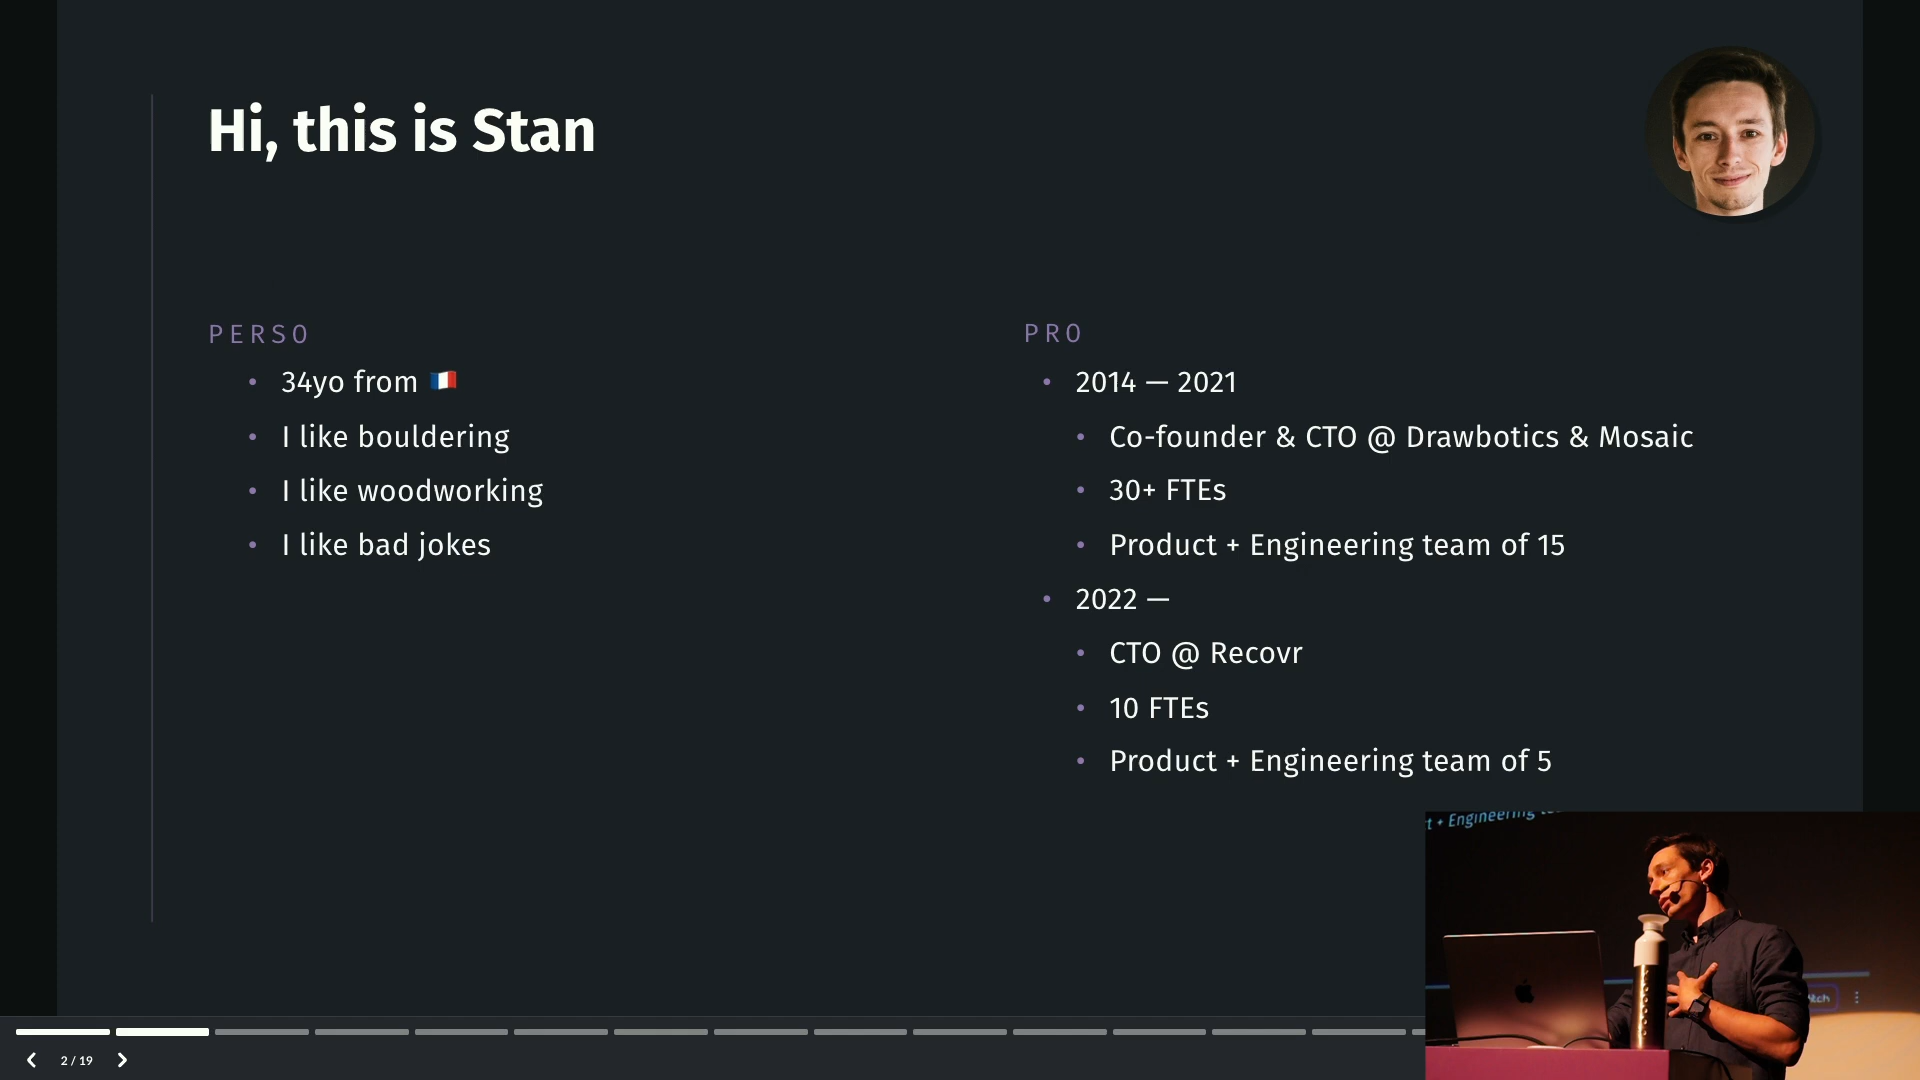 Hi, this is Stan
PERSO
• 34yo from 🇫🇷
• I like bouldering
• I like woodworking
• I like bad jokes
PRO
• 2014 — 2021
• Co-founder & CTO @ Drawbotics & Mosaic
• 30+ FTEs
• Product + Engineering team of 15
• 2022 —
• CTO @ Recovr
• 10 FTEs
• Product + Engineering team of 5
t + Engineering
2 / 19